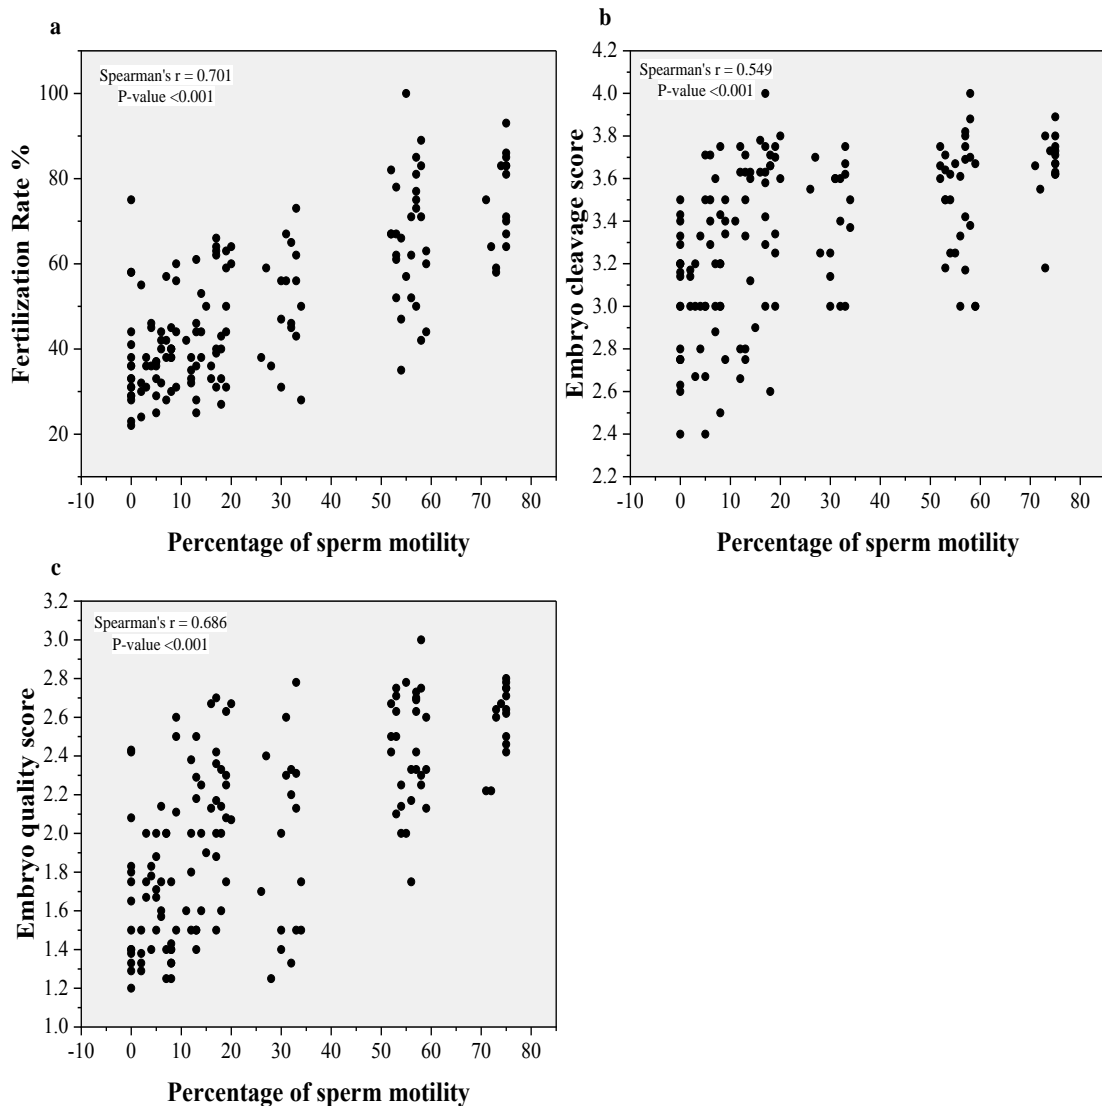 a
Spearman's r = 0.701
P-value <0.001
Fertilization Rate %
100
80
60
40
20
-10 0 10 20 30 40 50 60 70 80
Percentage of sperm motility
b
Spearman's r = 0.549
P-value <0.001
Embryo cleavage score
4.2
4.0
3.8
3.6
3.4
3.2
3.0
2.8
2.6
2.4
2.2
-10 0 10 20 30 40 50 60 70 80
Percentage of sperm motility
c
Spearman's r = 0.686
P-value <0.001
Embryo quality score
3.2
3.0
2.8
2.6
2.4
2.2
2.0
1.8
1.6
1.4
1.2
1.0
-10 0 10 20 30 40 50 60 70 80
Percentage of sperm motility